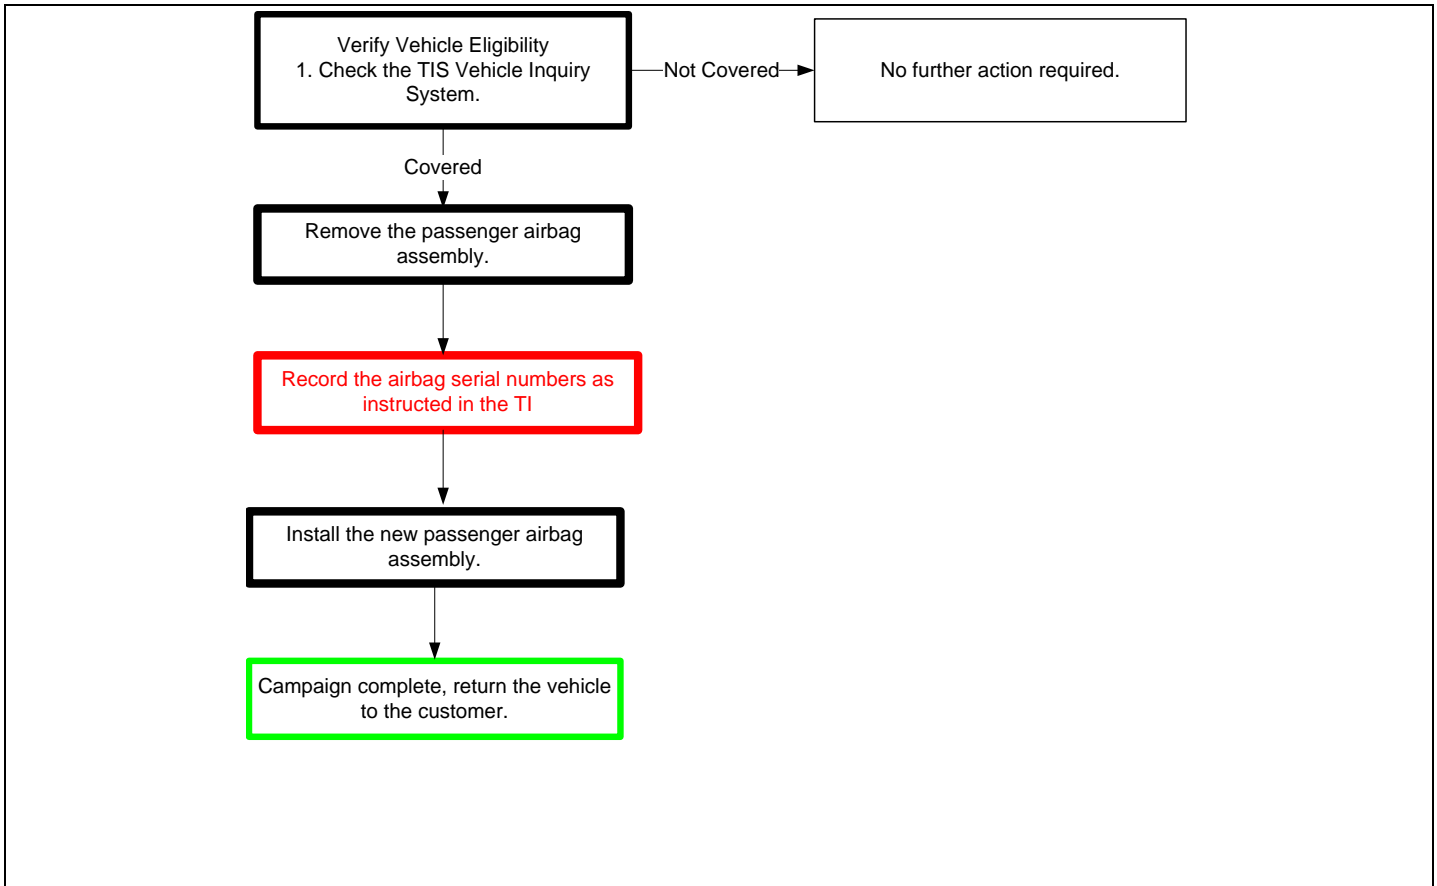 Verify Vehicle Eligibility
1. Check the TIS Vehicle Inquiry
System.
Not Covered
No further action required.
Covered
Remove the passenger airbag
assembly.
Record the airbag serial numbers as
instructed in the TI
Install the new passenger airbag
assembly.
Campaign complete, return the vehicle
to the customer.